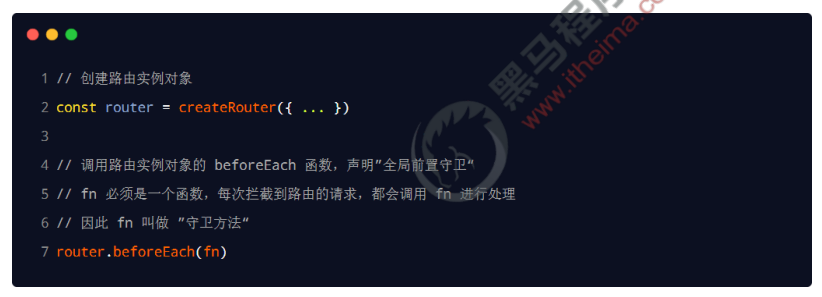 1 // 创建路由实例对象
2 const router = createRouter({ ... })
3
4 // 调用路由实例对象的 beforeEach 函数，声明”全局前置守卫“
5 // fn 必须是一个函数，每次拦截到路由的请求，都会调用 fn 进行处理
6 // 因此 fn 叫做 ”守卫方法“
7 router.beforeEach(fn)
黑马程序
www.itheima.co